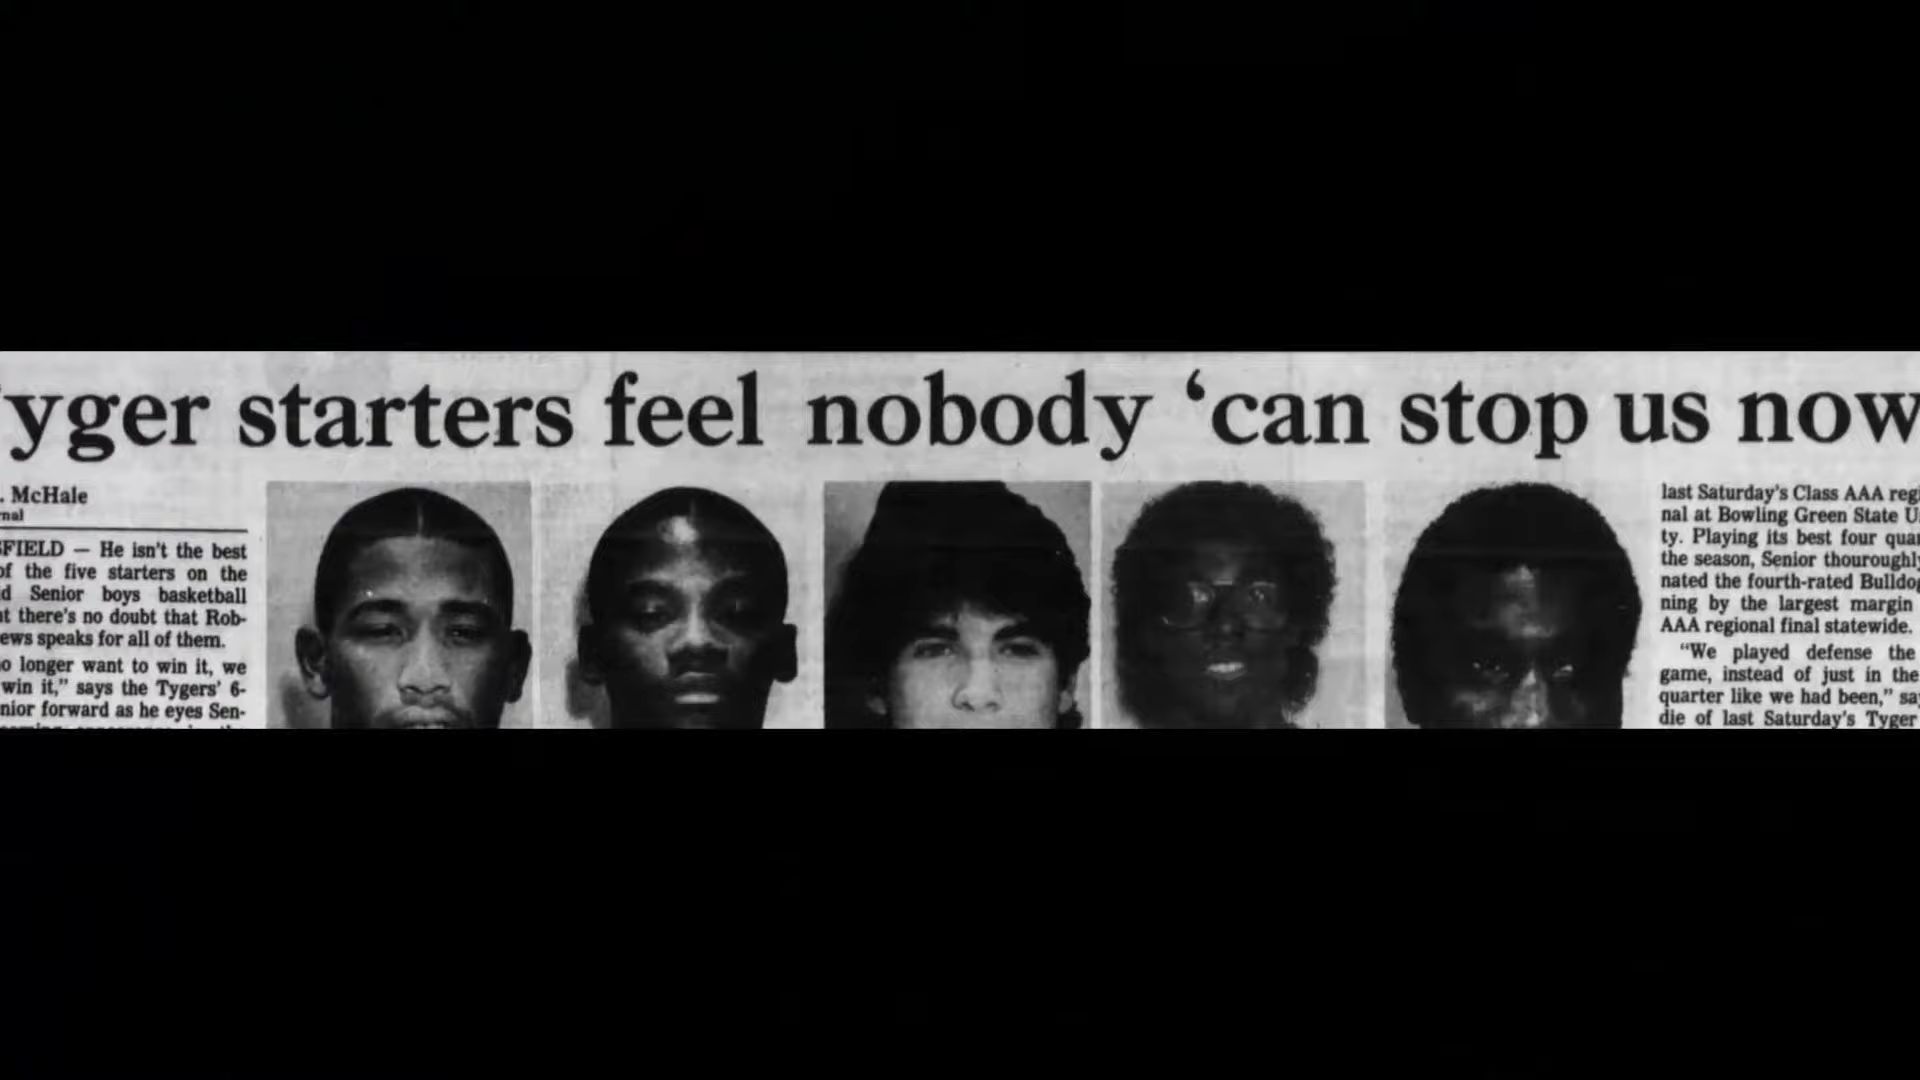 yger starters feel nobody ‘can stop us now
. McHale
nal
FIELD — He isn't the best
of the five starters on the
d Senior boys basketball
t there's no doubt that Rob-
ews speaks for all of them.
o longer want to win it, we
win it,” says the Tygers' 6-
nior forward as he eyes Sen-
last Saturday's Class AAA regi
nal at Bowling Green State U
ty. Playing its best four quar
the season, Senior thouroughly
nated the fourth-rated Bulldog
ning by the largest margin
AAA regional final statewide.
“We played defense the
game, instead of just in the
quarter like we had been,” sa
die of last Saturday's Tyger